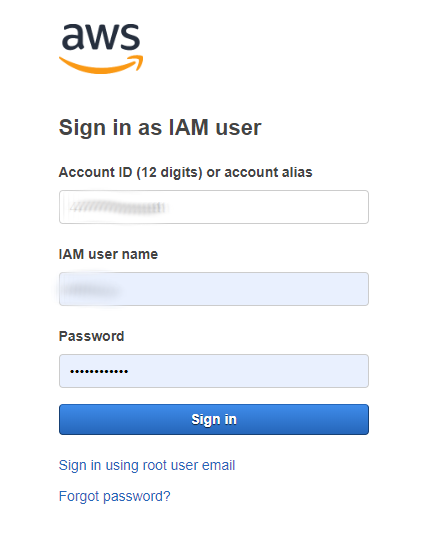 aws
Sign in as IAM user
Account ID (12 digits) or account alias
IAM user name
Password
••••••••••••
Sign in
Sign in using root user email
Forgot password?